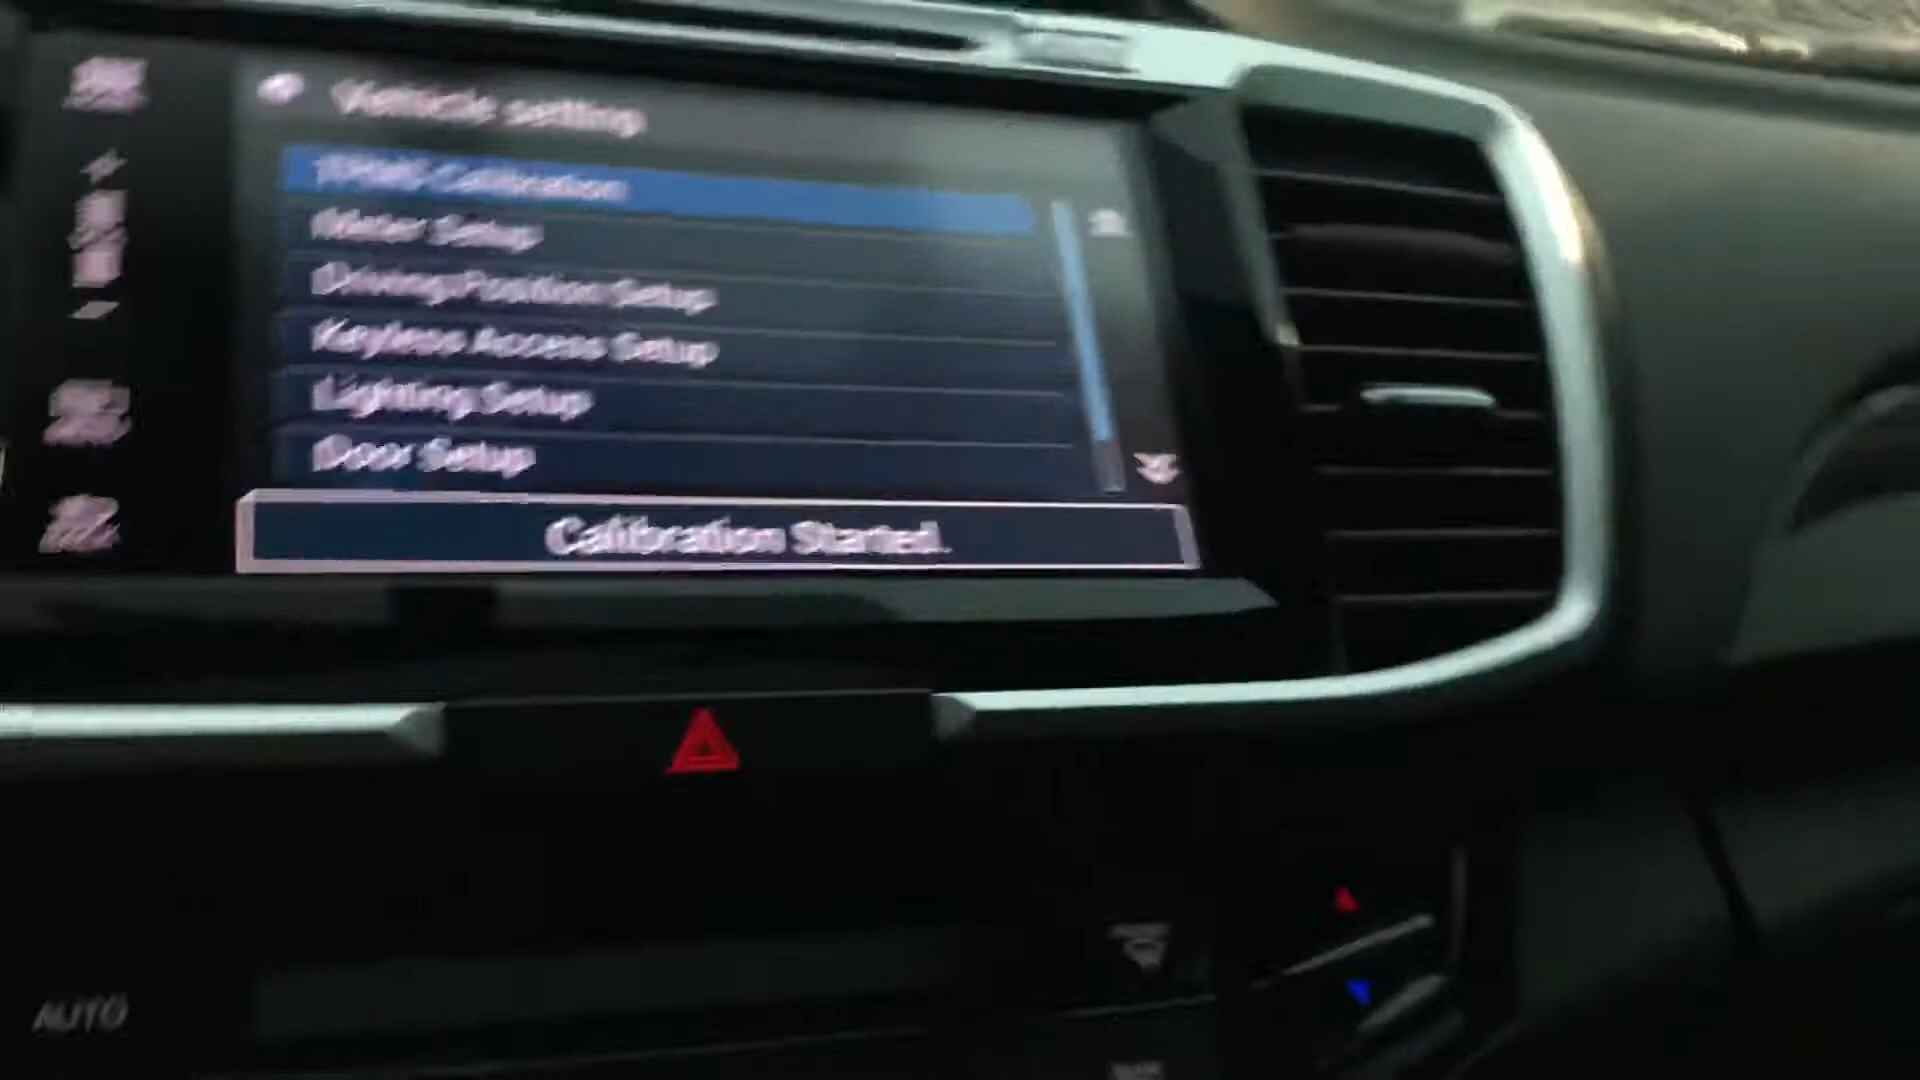 Vehicle setting
TPMS Calibration
Meter Setup
Driving Position Setup
Keyless Access Setup
Lighting Setup
Door Setup
Calibration Started.
AUTO